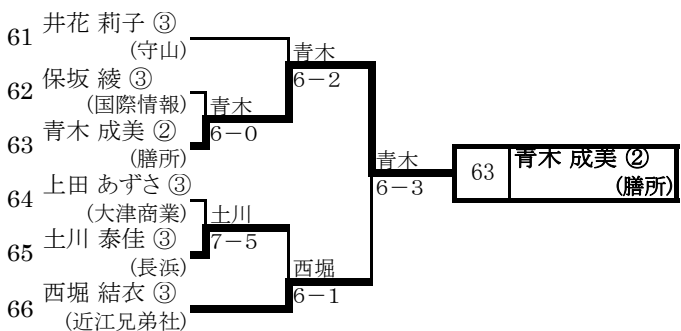 61 井花 莉子 ③
(守山)
青木
6－2
62 保坂 綾 ③
(国際情報)
青木
6－0
63 青木 成美 ②
(膳所)
青木
6－3
63 青木 成美 ②
(膳所)
64 上田 あずさ ③
(大津商業)
土川
7－5
65 土川 泰佳 ③
(長浜)
西堀
6－1
66 西堀 結衣 ③
(近江兄弟社)